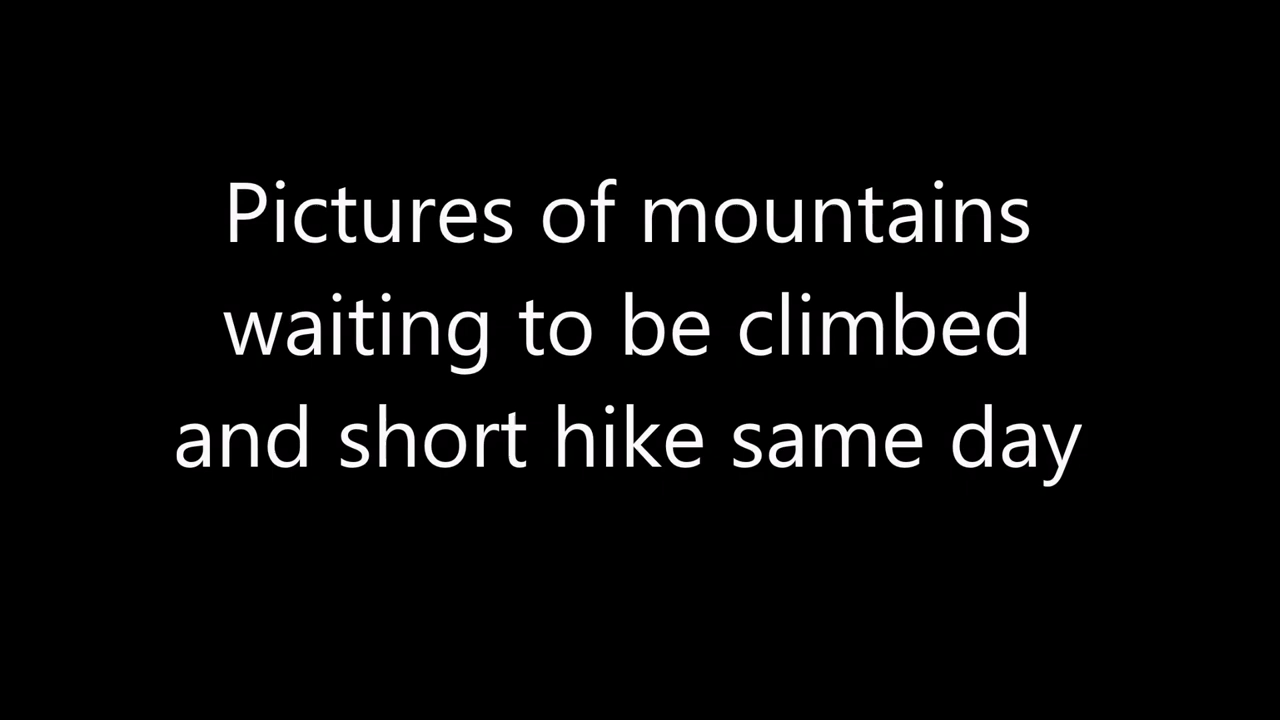 Pictures of mountains
waiting to be climbed
and short hike same day